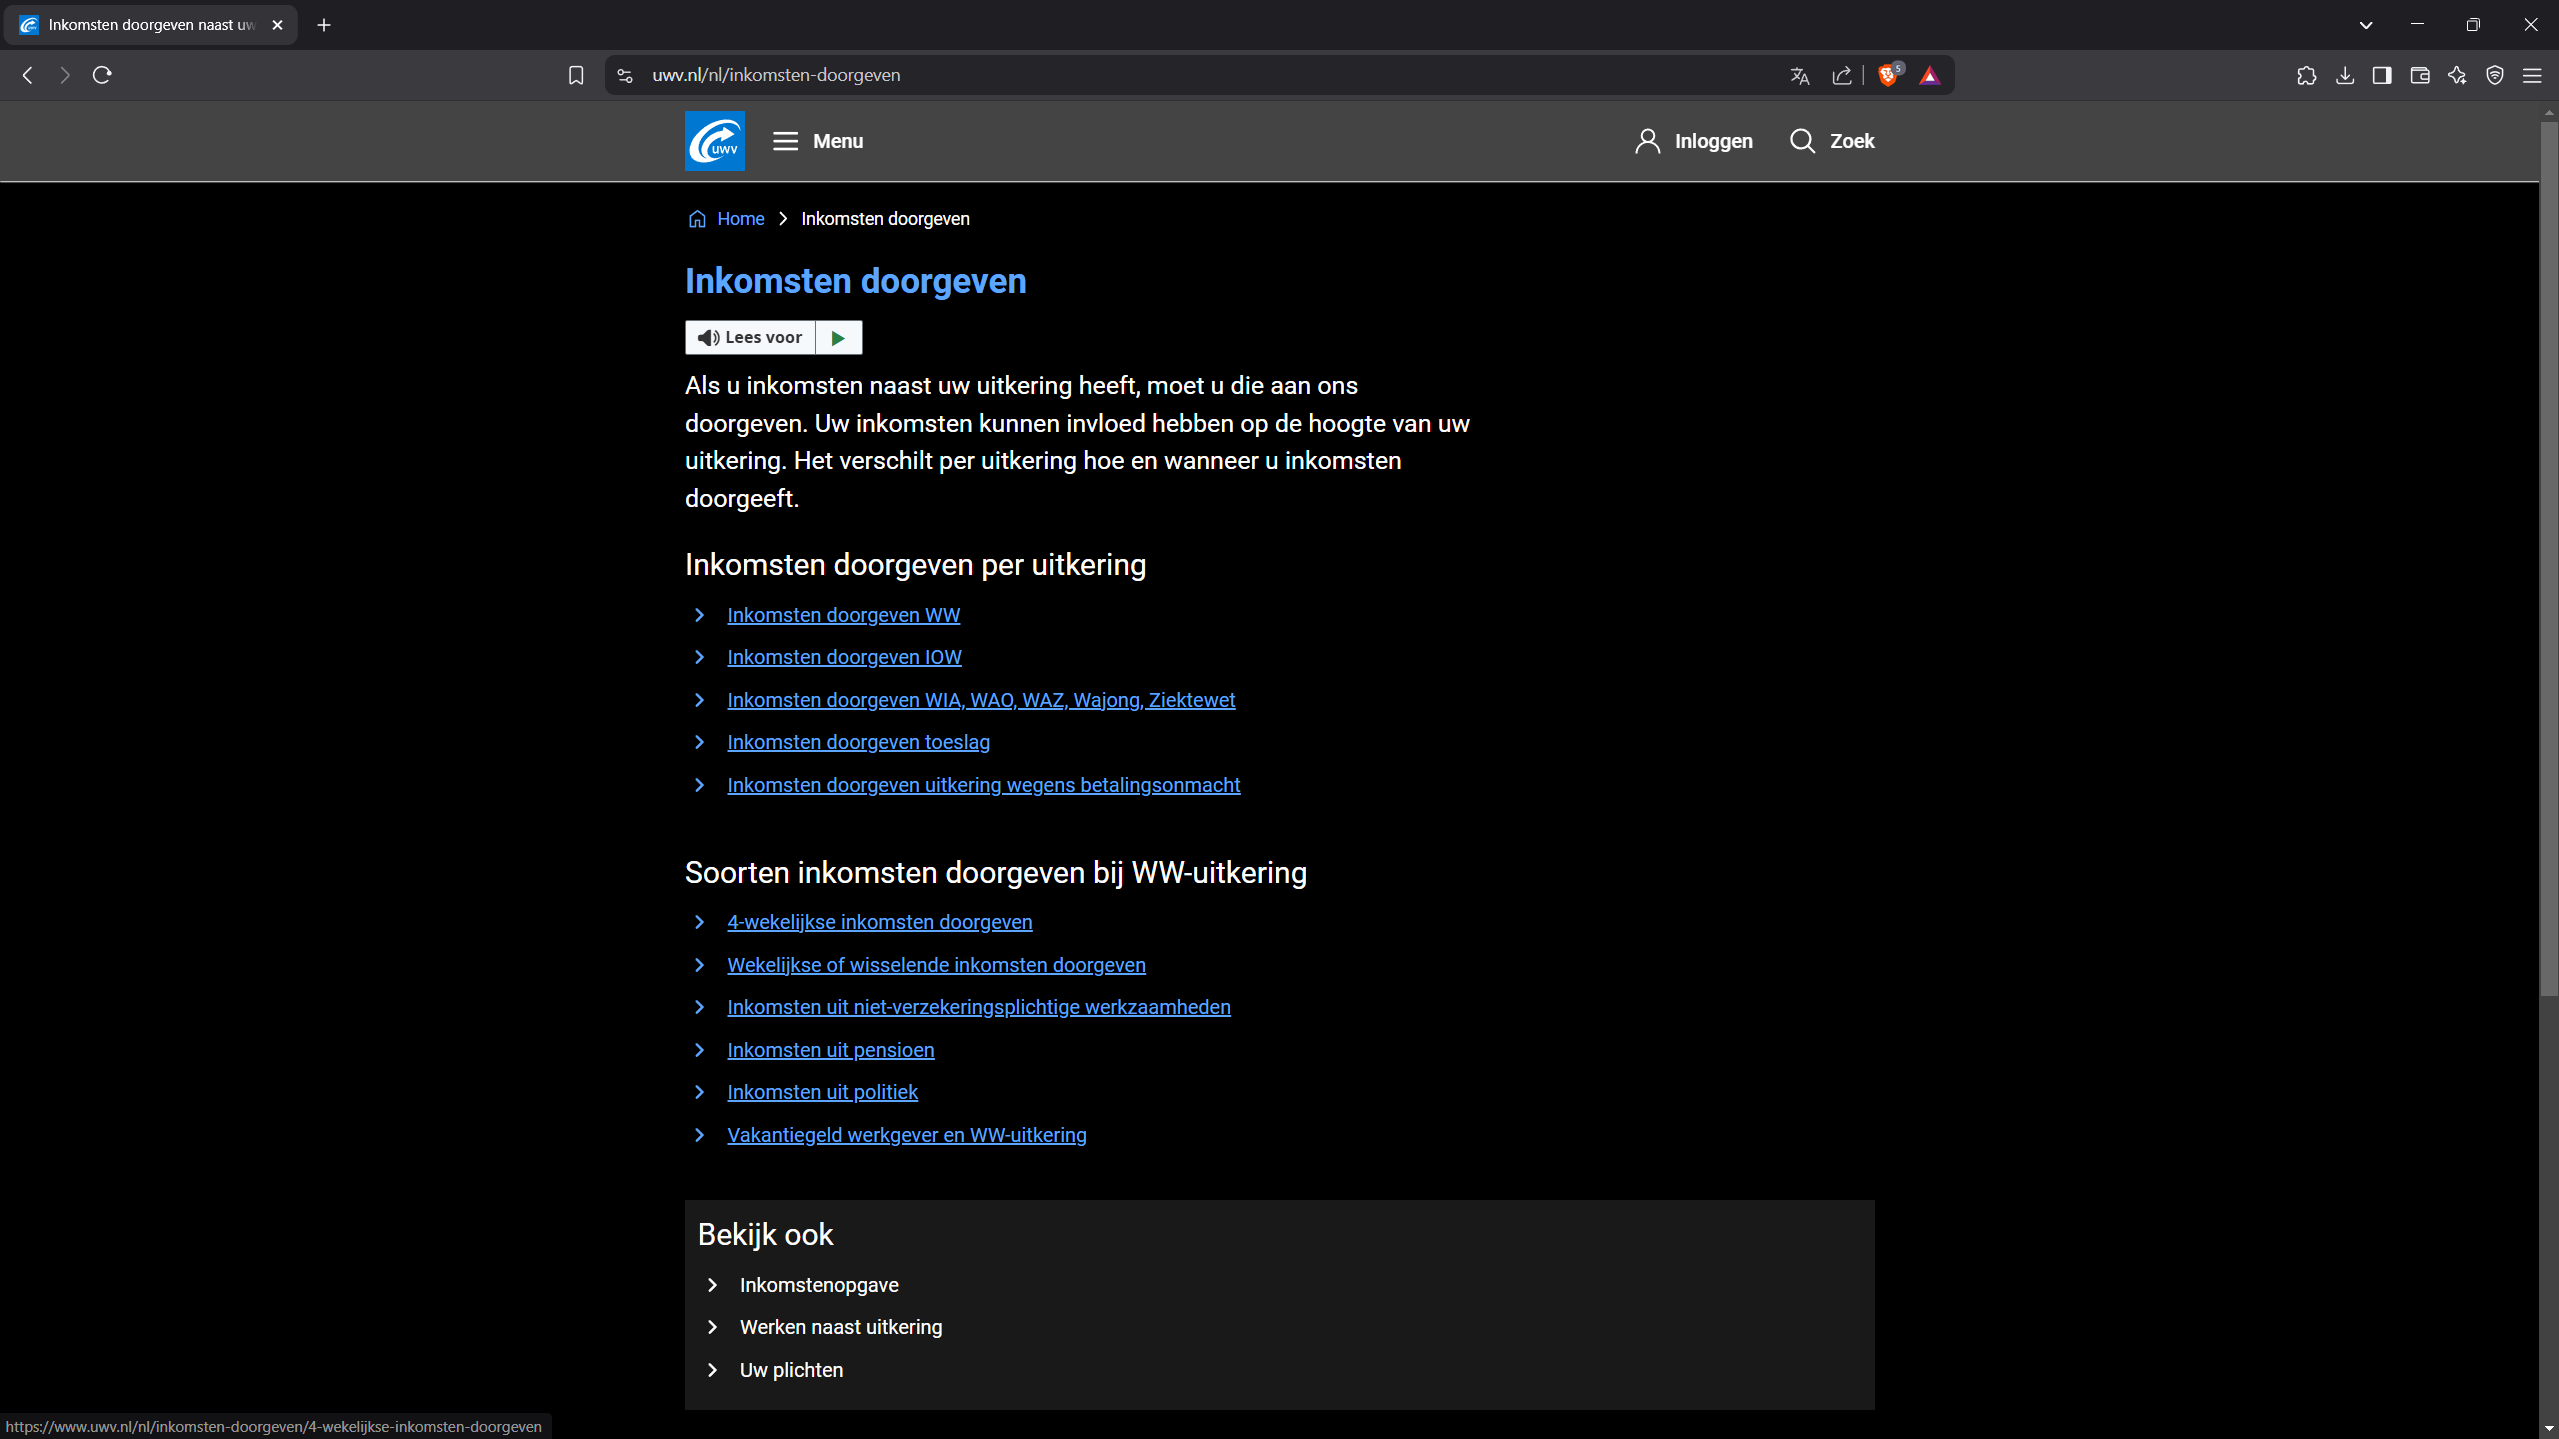 Inkomsten doorgeven naast uw
uwv.nl/nl/inkomsten-doorgeven
5
uwv
Menu
Inloggen
Zoek
Home
Inkomsten doorgeven
Inkomsten doorgeven
Lees voor
Als u inkomsten naast uw uitkering heeft, moet u die aan ons
doorgeven. Uw inkomsten kunnen invloed hebben op de hoogte van uw
uitkering. Het verschilt per uitkering hoe en wanneer u inkomsten
doorgeeft.
Inkomsten doorgeven per uitkering
Inkomsten doorgeven WW
Inkomsten doorgeven IOW
Inkomsten doorgeven WIA, WAO, WAZ, Wajong, Ziektewet
Inkomsten doorgeven toeslag
Inkomsten doorgeven uitkering wegens betalingsonmacht
Soorten inkomsten doorgeven bij WW-uitkering
4-wekelijkse inkomsten doorgeven
Wekelijkse of wisselende inkomsten doorgeven
Inkomsten uit niet-verzekeringsplichtige werkzaamheden
Inkomsten uit pensioen
Inkomsten uit politiek
Vakantiegeld werkgever en WW-uitkering
Bekijk ook
Inkomstenopgave
Werken naast uitkering
Uw plichten
https://www.uwv.nl/nl/inkomsten-doorgeven/4-wekelijkse-inkomsten-doorgeven